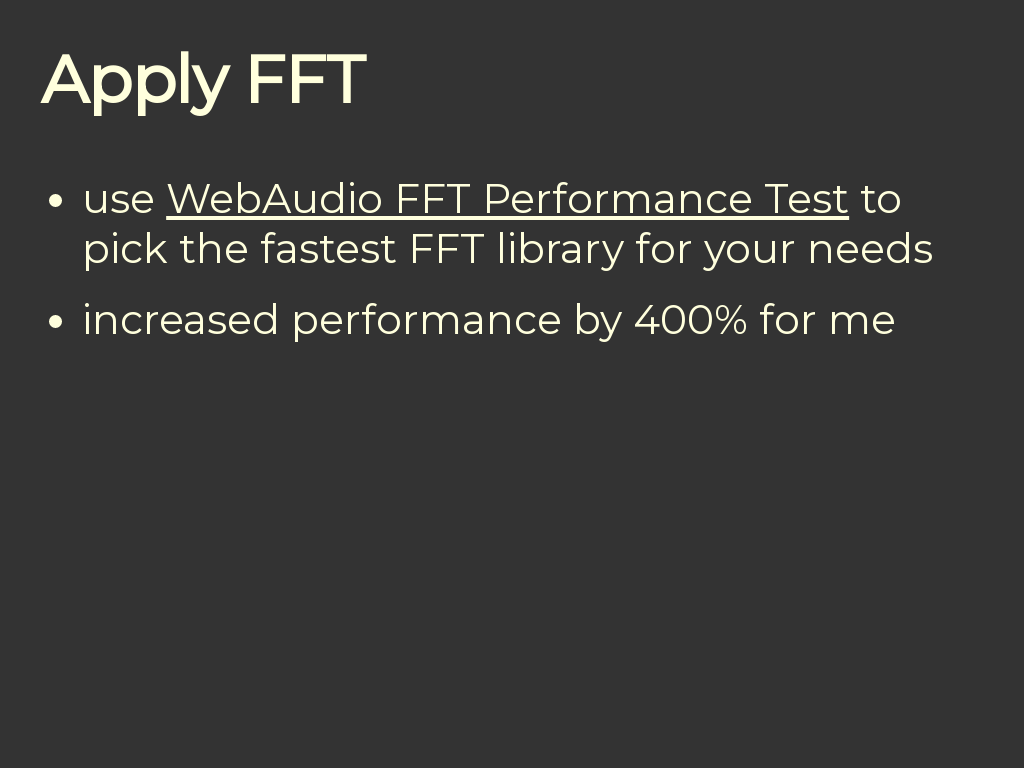 Apply FFT
• use WebAudio FFT Performance Test to
pick the fastest FFT library for your needs
• increased performance by 400% for me